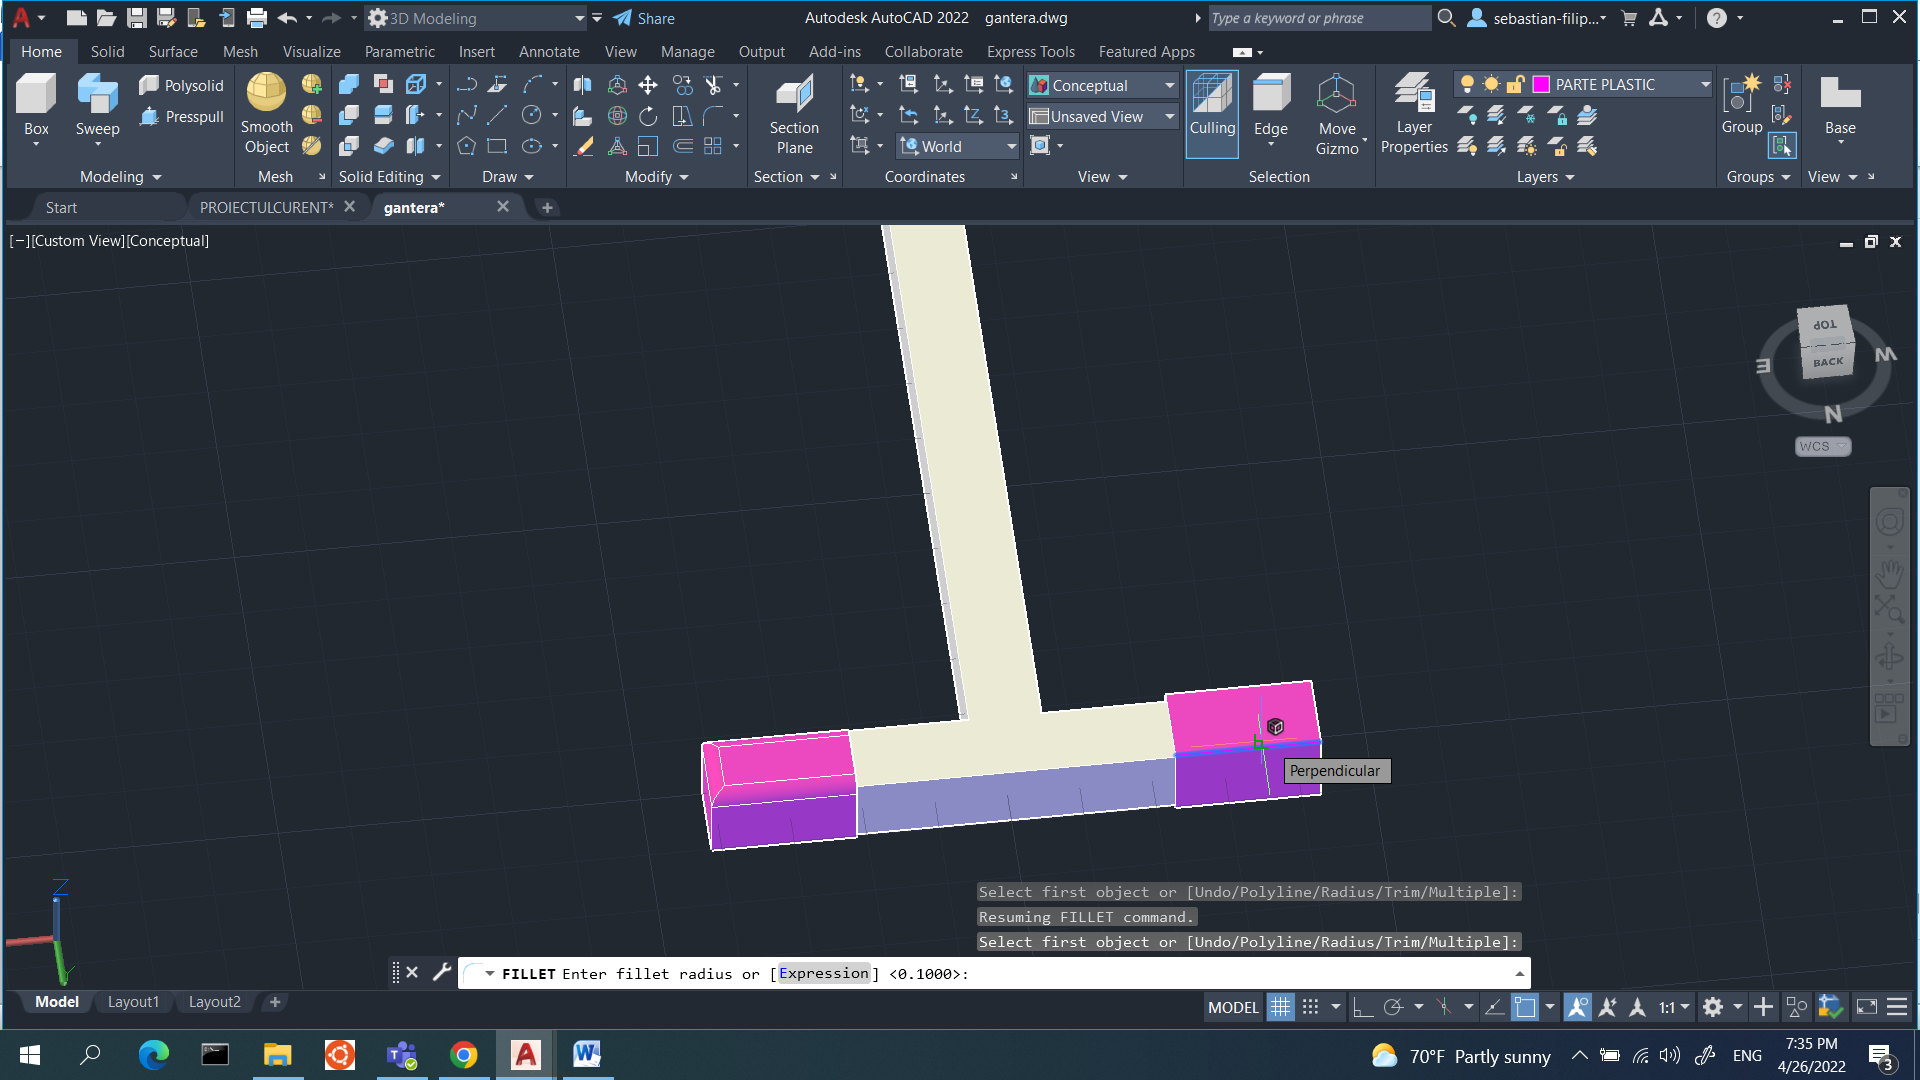 3D Modeling
Share
Autodesk AutoCAD 2022 gantera.dwg
Type a keyword or phrase
sebastian-filip...
Home Solid Surface Mesh Visualize Parametric Insert Annotate View Manage Output Add-ins Collaborate Express Tools Featured Apps
Box
Sweep
Polysolid
Presspull
Modeling
Smooth
Object
Mesh
Solid Editing
Draw
Modify
Section
Plane
Section
World
Coordinates
Conceptual
Unsaved View
View
Culling
Edge
Move
Gizmo
Selection
Layer
Properties
PARTE PLASTIC
Layers
Group
Groups
Base
View
Start
PROIECTULCURENT*
gantera*
[−][Custom View][Conceptual]
TOP
BACK
E
W
N
WCS
Perpendicular
Z
Y
Select first object or [Undo/Polyline/Radius/Trim/Multiple]:
Resuming FILLET command.
Select first object or [Undo/Polyline/Radius/Trim/Multiple]:
FILLET Enter fillet radius or [Expression] <0.1000>:
Model Layout1 Layout2
MODEL
1:1
70°F Partly sunny
ENG
7:35 PM
4/26/2022
3